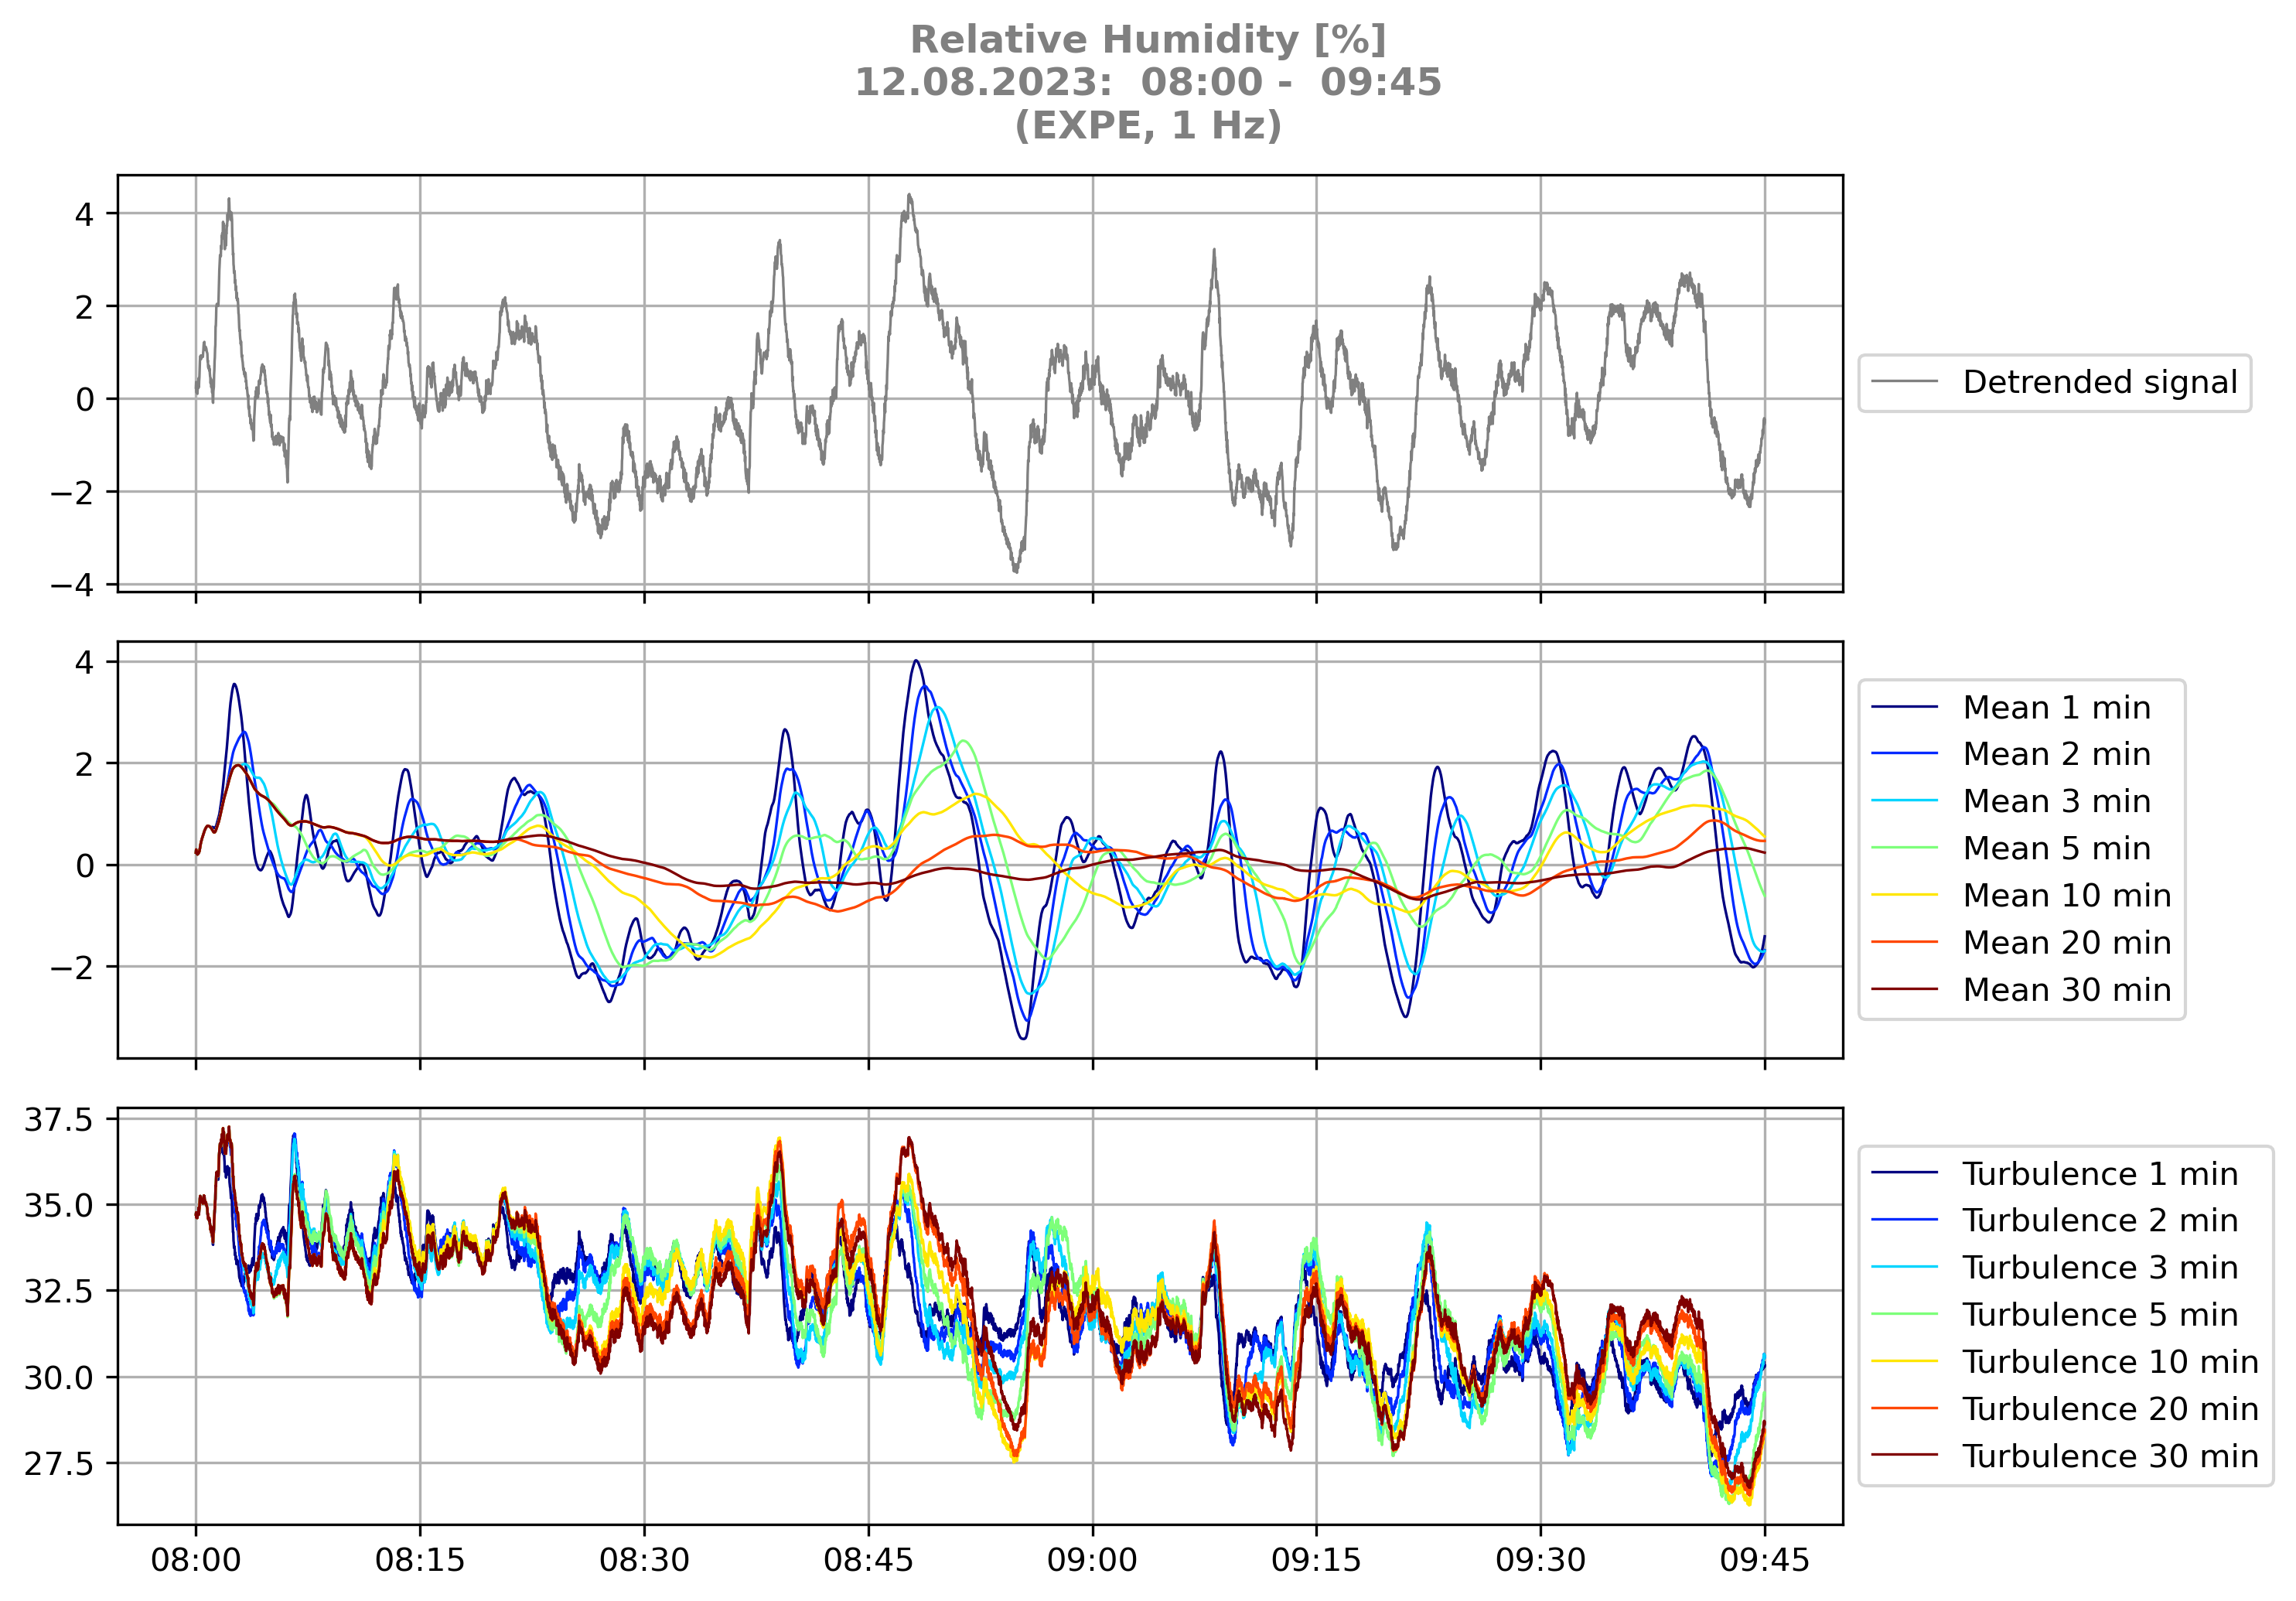 Relative Humidity [%]
12.08.2023:  08:00 -  09:45
(EXPE, 1 Hz)
4
2
0
−2
−4
Detrended signal
4
2
0
−2
Mean 1 min
Mean 2 min
Mean 3 min
Mean 5 min
Mean 10 min
Mean 20 min
Mean 30 min
37.5
35.0
32.5
30.0
27.5
08:00 08:15 08:30 08:45 09:00 09:15 09:30 09:45
Turbulence 1 min
Turbulence 2 min
Turbulence 3 min
Turbulence 5 min
Turbulence 10 min
Turbulence 20 min
Turbulence 30 min